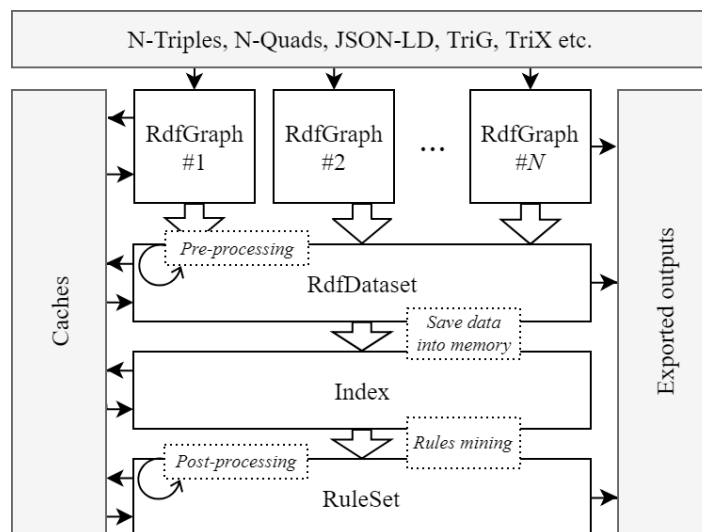 N-Triples, N-Quads, JSON-LD, TriG, TriX etc.
RdfGraph
#1
RdfGraph
#2
...
RdfGraph
#N
Pre-processing
RdfDataset
Save data
into memory
Index
Rules mining
Post-processing
RuleSet
Caches
Exported outputs